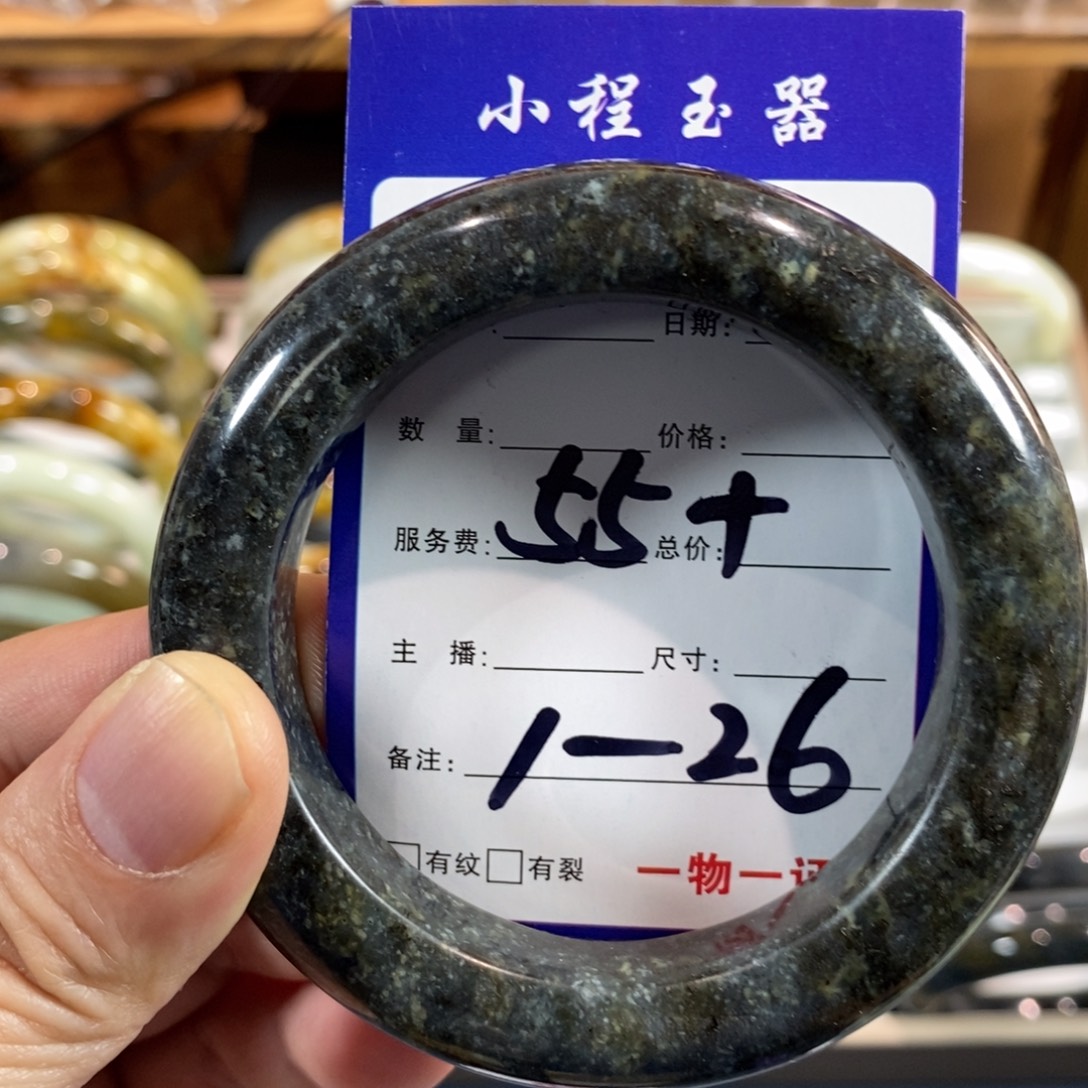 小程玉器
日期:
数 量: 价格:
55+
服务费: 总价:
主 播: 尺寸:
1-26
备注:
有纹 有裂 一物一证